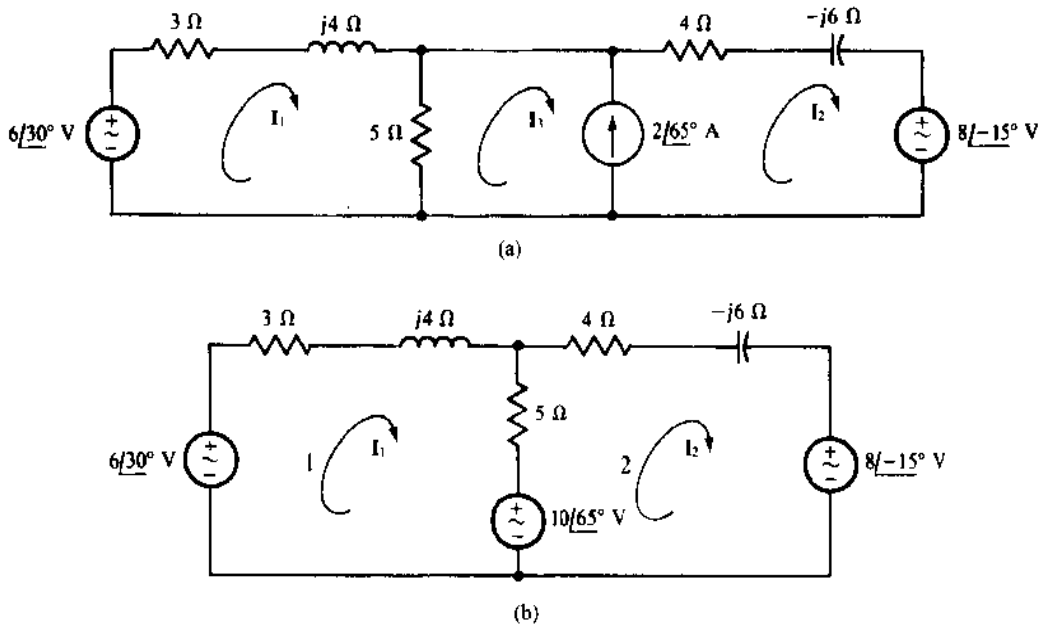 3 Ω
j4 Ω
4 Ω
-j6 Ω
6/30° V
I₁
5 Ω
I₃
2/65° A
I₂
8/-15° V
(a)
3 Ω
j4 Ω
4 Ω
-j6 Ω
6/30° V
1
I₁
5 Ω
10/65° V
2
I₂
8/-15° V
(b)